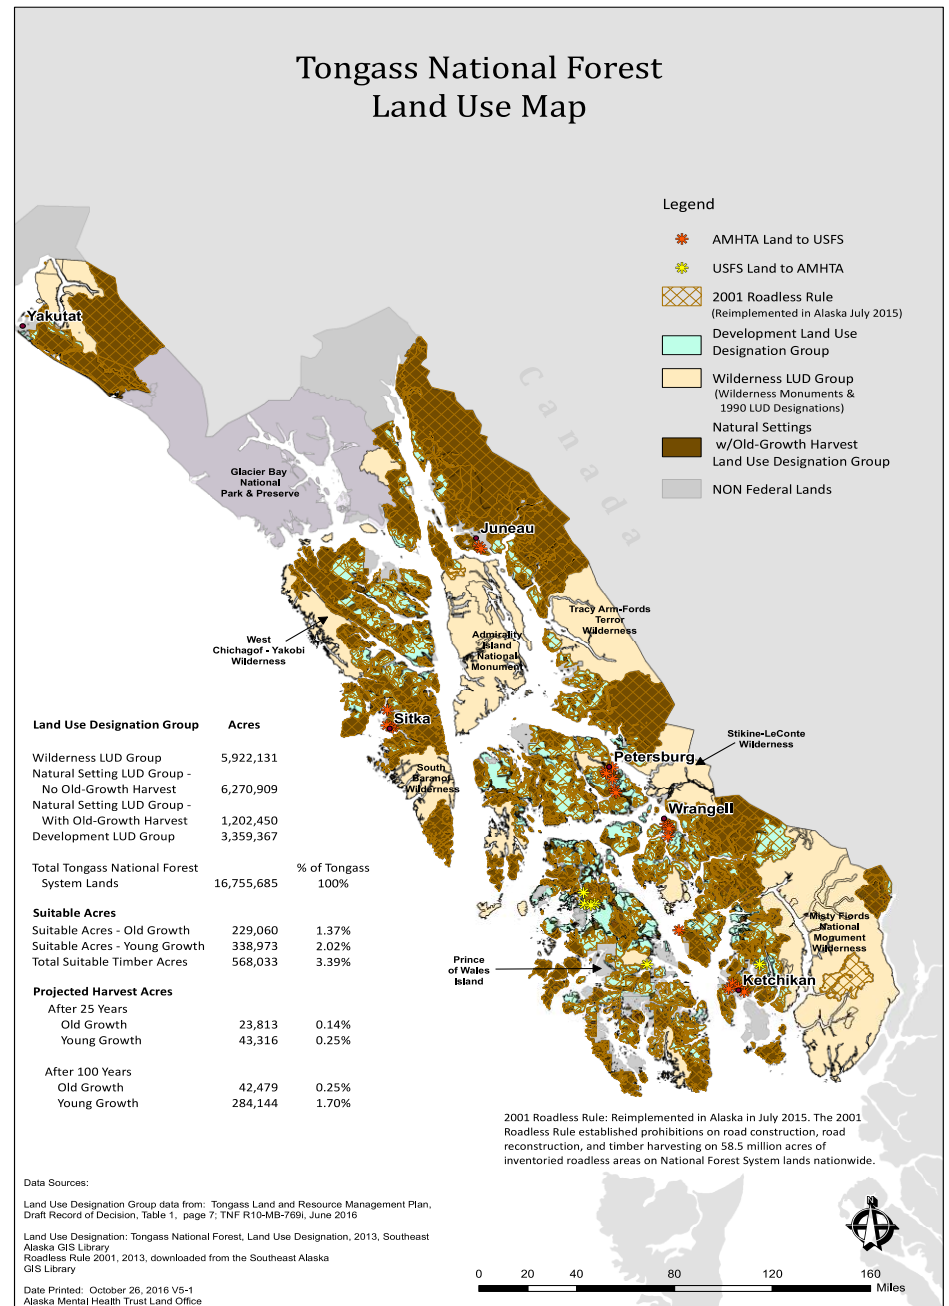 Tongass National Forest
Land Use Map
Legend
AMHTA Land to USFS
USFS Land to AMHTA
2001 Roadless Rule
(Reimplemented in Alaska July 2015)
Development Land Use
Designation Group
Wilderness LUD Group
(Wilderness Monuments &
1990 LUD Designations)
Natural Settings
w/Old-Growth Harvest
Land Use Designation Group
NON Federal Lands
Canada
Yakutat
Glacier Bay
National
Park & Preserve
Juneau
Tracy Arm-Fords
Terror
Wilderness
West
Chichagof - Yakobi
Wilderness
Admirality
Island
National
Monument
Sitka
Stikine-LeConte
Wilderness
Petersburg
South
Baranof
Wilderness
Wrangell
Misty Fiords
National
Monument
Wilderness
Prince
of Wales
Island
Ketchikan
Land Use Designation Group Acres
Wilderness LUD Group 5,922,131
Natural Setting LUD Group -
No Old-Growth Harvest 6,270,909
Natural Setting LUD Group -
With Old-Growth Harvest 1,202,450
Development LUD Group 3,359,367
Total Tongass National Forest % of Tongass
System Lands 16,755,685 100%
Suitable Acres
Suitable Acres - Old Growth 229,060 1.37%
Suitable Acres - Young Growth 338,973 2.02%
Total Suitable Timber Acres 568,033 3.39%
Projected Harvest Acres
After 25 Years
Old Growth 23,813 0.14%
Young Growth 43,316 0.25%
After 100 Years
Old Growth 42,479 0.25%
Young Growth 284,144 1.70%
2001 Roadless Rule: Reimplemented in Alaska in July 2015. The 2001
Roadless Rule established prohibitions on road construction, road
reconstruction, and timber harvesting on 58.5 million acres of
inventoried roadless areas on National Forest System lands nationwide.
Data Sources:
Land Use Designation Group data from: Tongass Land and Resource Management Plan,
Draft Record of Decision, Table 1, page 7; TNF R10-MB-769i, June 2016
Land Use Designation: Tongass National Forest, Land Use Designation, 2013, Southeast
Alaska GIS Library
Roadless Rule 2001, 2013, downloaded from the Southeast Alaska
GIS Library
Date Printed: October 26, 2016 V5-1
Alaska Mental Health Trust Land Office
N
0 20 40 80 120 160
Miles